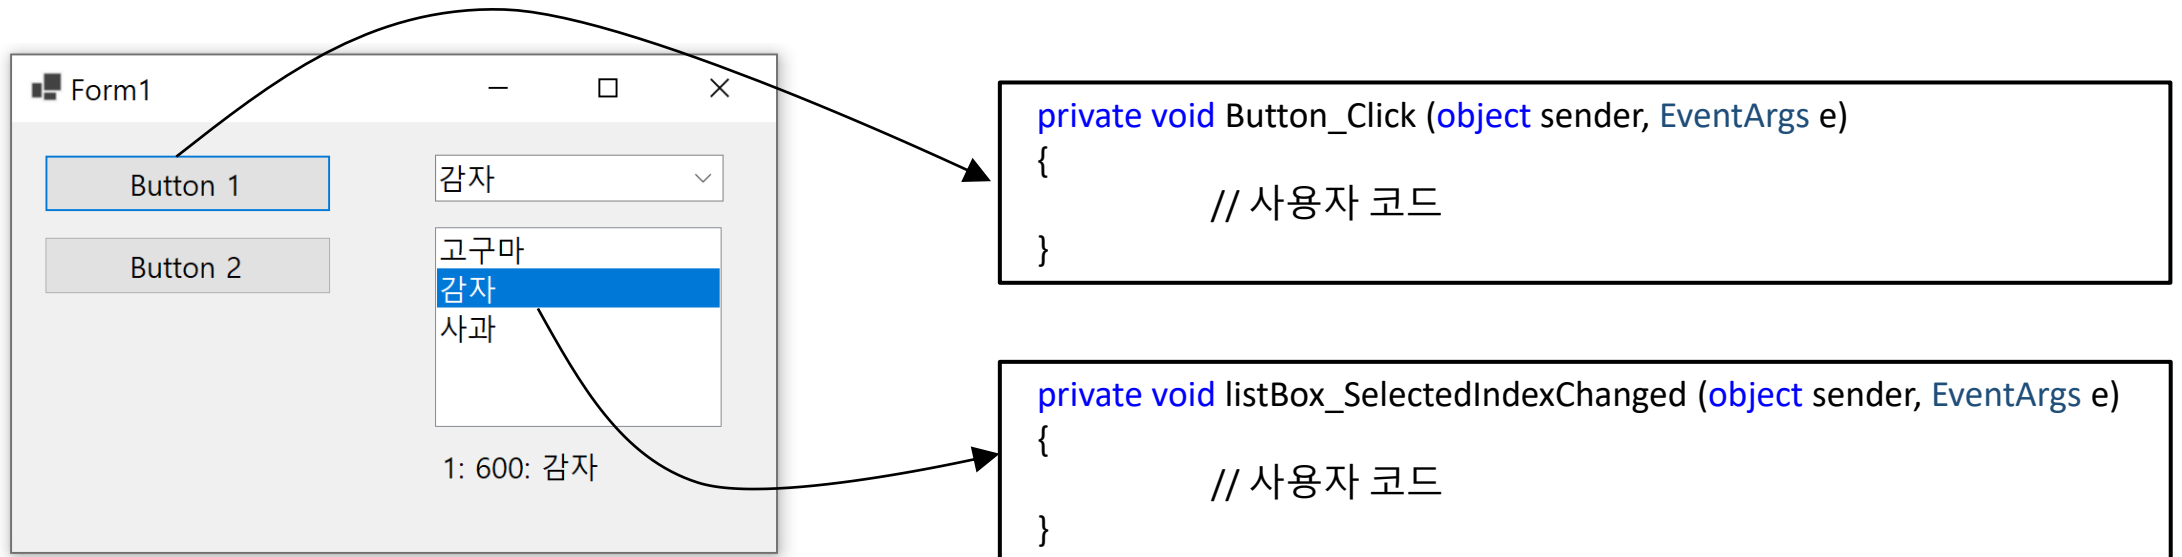 Form1
Button 1
Button 2
감자
고구마
감자
사과
1: 600: 감자
private void Button_Click (object sender, EventArgs e)
{
// 사용자 코드
}
private void listBox_SelectedIndexChanged (object sender, EventArgs e)
{
// 사용자 코드
}